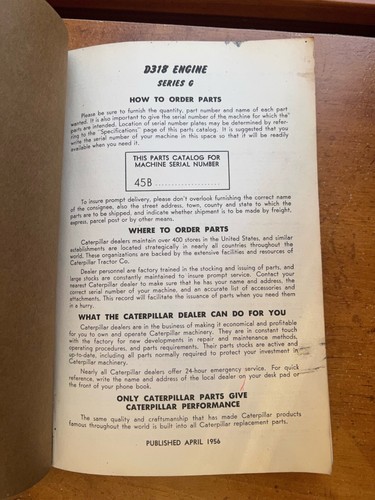 D318 ENGINE
SERIES G
HOW TO ORDER PARTS
Please be sure to furnish the quantity, part number and name of each part
wanted. It is also important to give the serial number of the machine for which the
parts are intended. Location of serial number plates may be determined by refer-
ring to the "Specifications" page of this parts catalog. It is suggested that you
write the serial number of your machine in this space so that it will be readily
available when you need it.
THIS PARTS CATALOG FOR
MACHINE SERIAL NUMBER
45B ....................
To insure prompt delivery, please don't overlook furnishing the correct name
of the consignee, also the street address, town, county and state to which the
parts are to be shipped, and indicate whether shipment is to be made by freight,
express, parcel post or by other means.
WHERE TO ORDER PARTS
Caterpillar dealers maintain over 400 stores in the United States, and similar
establishments are located strategically in nearly all countries throughout the
world. These organizations are backed by the extensive facilities and resources of
Caterpillar Tractor Co.
Dealer personnel are factory trained in the stocking and issuing of parts, and
large stocks are constantly maintained to insure prompt service. Contact your
nearest Caterpillar dealer to make sure that he has your name and address, the
correct serial number of your machine, and an accurate list of accessories and
attachments. This record will facilitate the issuance of parts when you need them
in a hurry.
WHAT THE CATERPILLAR DEALER CAN DO FOR YOU
Caterpillar dealers are in the business of making it economical and profitable
for you to own and operate Caterpillar machinery. They are in constant touch
with the factory for new developments in repair and maintenance methods,
operating procedures, and parts requirements. Their parts stocks are active and
up-to-date, including all parts normally required to protect your investment in
Caterpillar machinery.
Nearly all Caterpillar dealers offer 24-hour emergency service. For quick
reference, write the name and address of the local dealer on your desk pad or
the front of your phone book.
ONLY CATERPILLAR PARTS GIVE
CATERPILLAR PERFORMANCE
The same quality and craftsmanship that has made Caterpillar products
famous throughout the world is built into all Caterpillar replacement parts.
PUBLISHED APRIL 1956